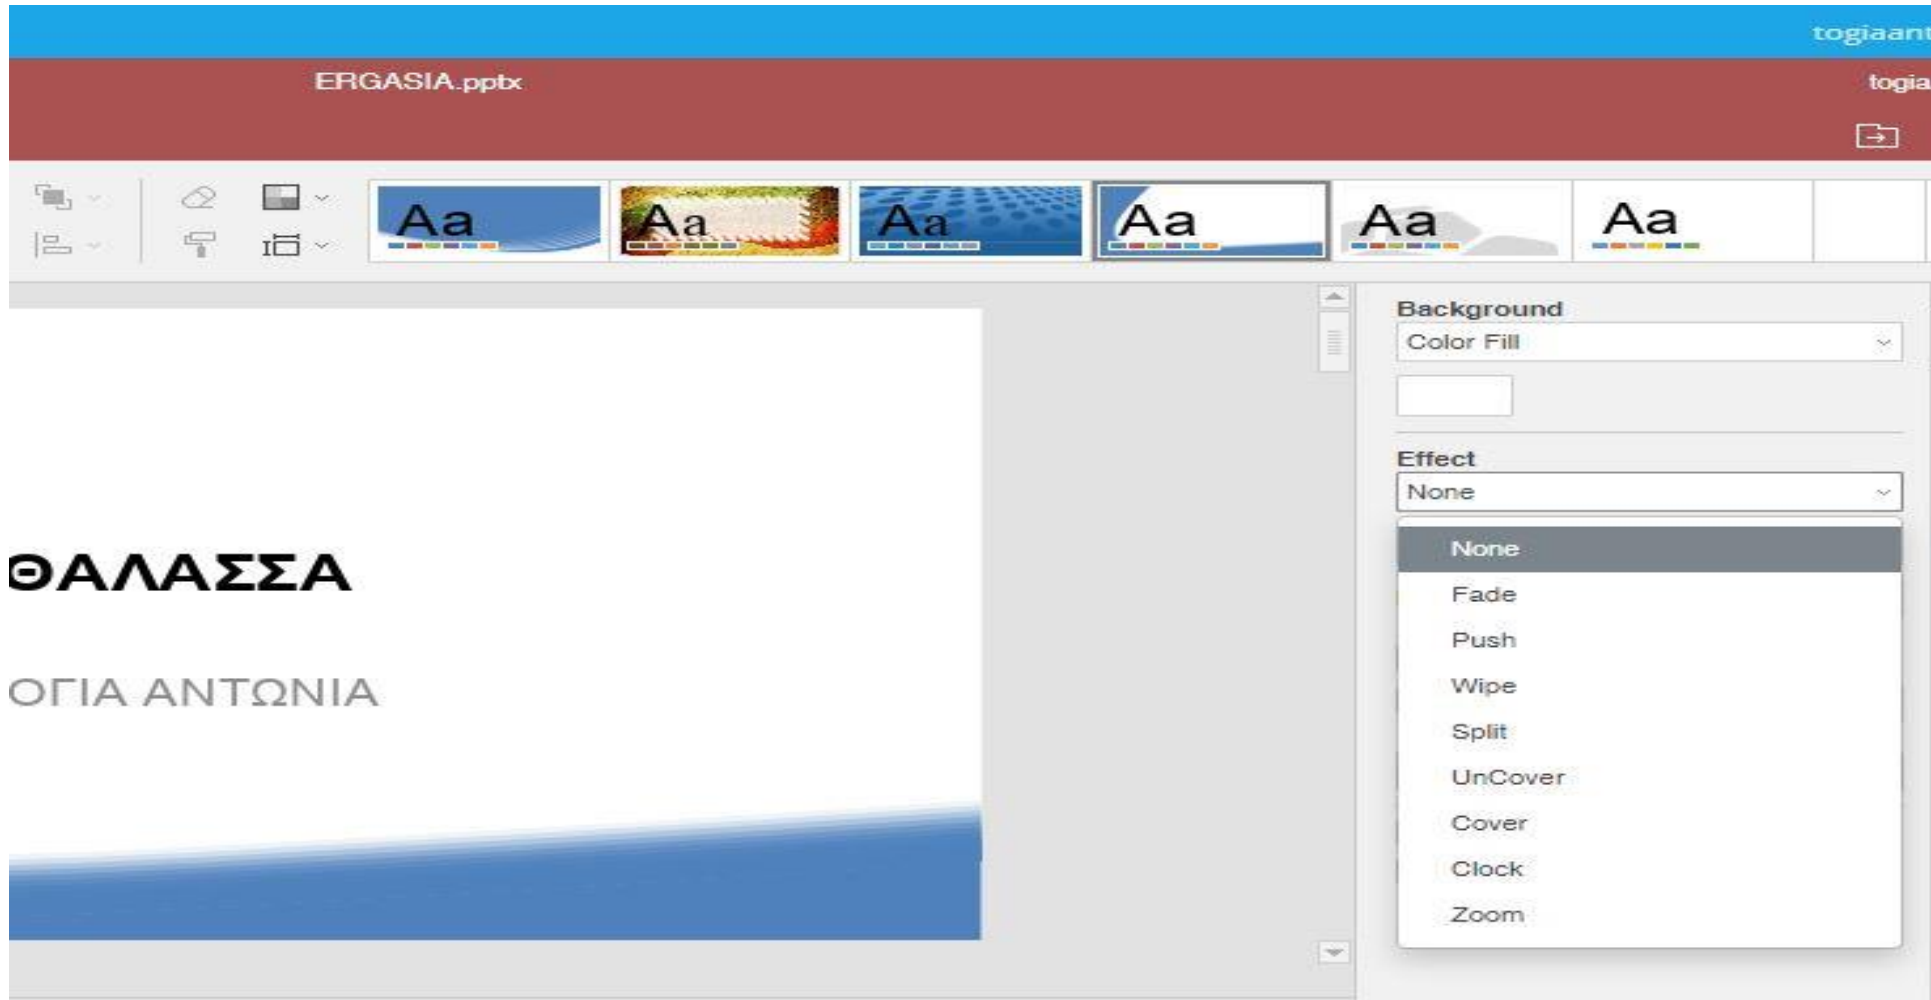 togiaant
ERGASIA.pptx
togia
Aa Aa Aa Aa Aa Aa
Background
Color Fill
Effect
None
None
Fade
Push
Wipe
Split
UnCover
Cover
Clock
Zoom
ΘΑΛΑΣΣΑ
ΟΓΙΑ ΑΝΤΩΝΙΑ